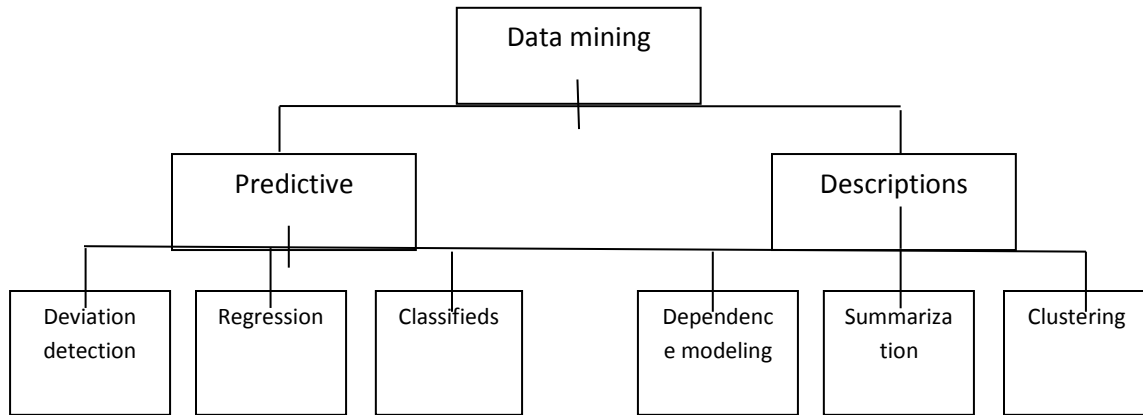 Data mining
Predictive
Descriptions
Deviation
detection
Regression
Classifieds
Dependenc
e modeling
Summariza
tion
Clustering